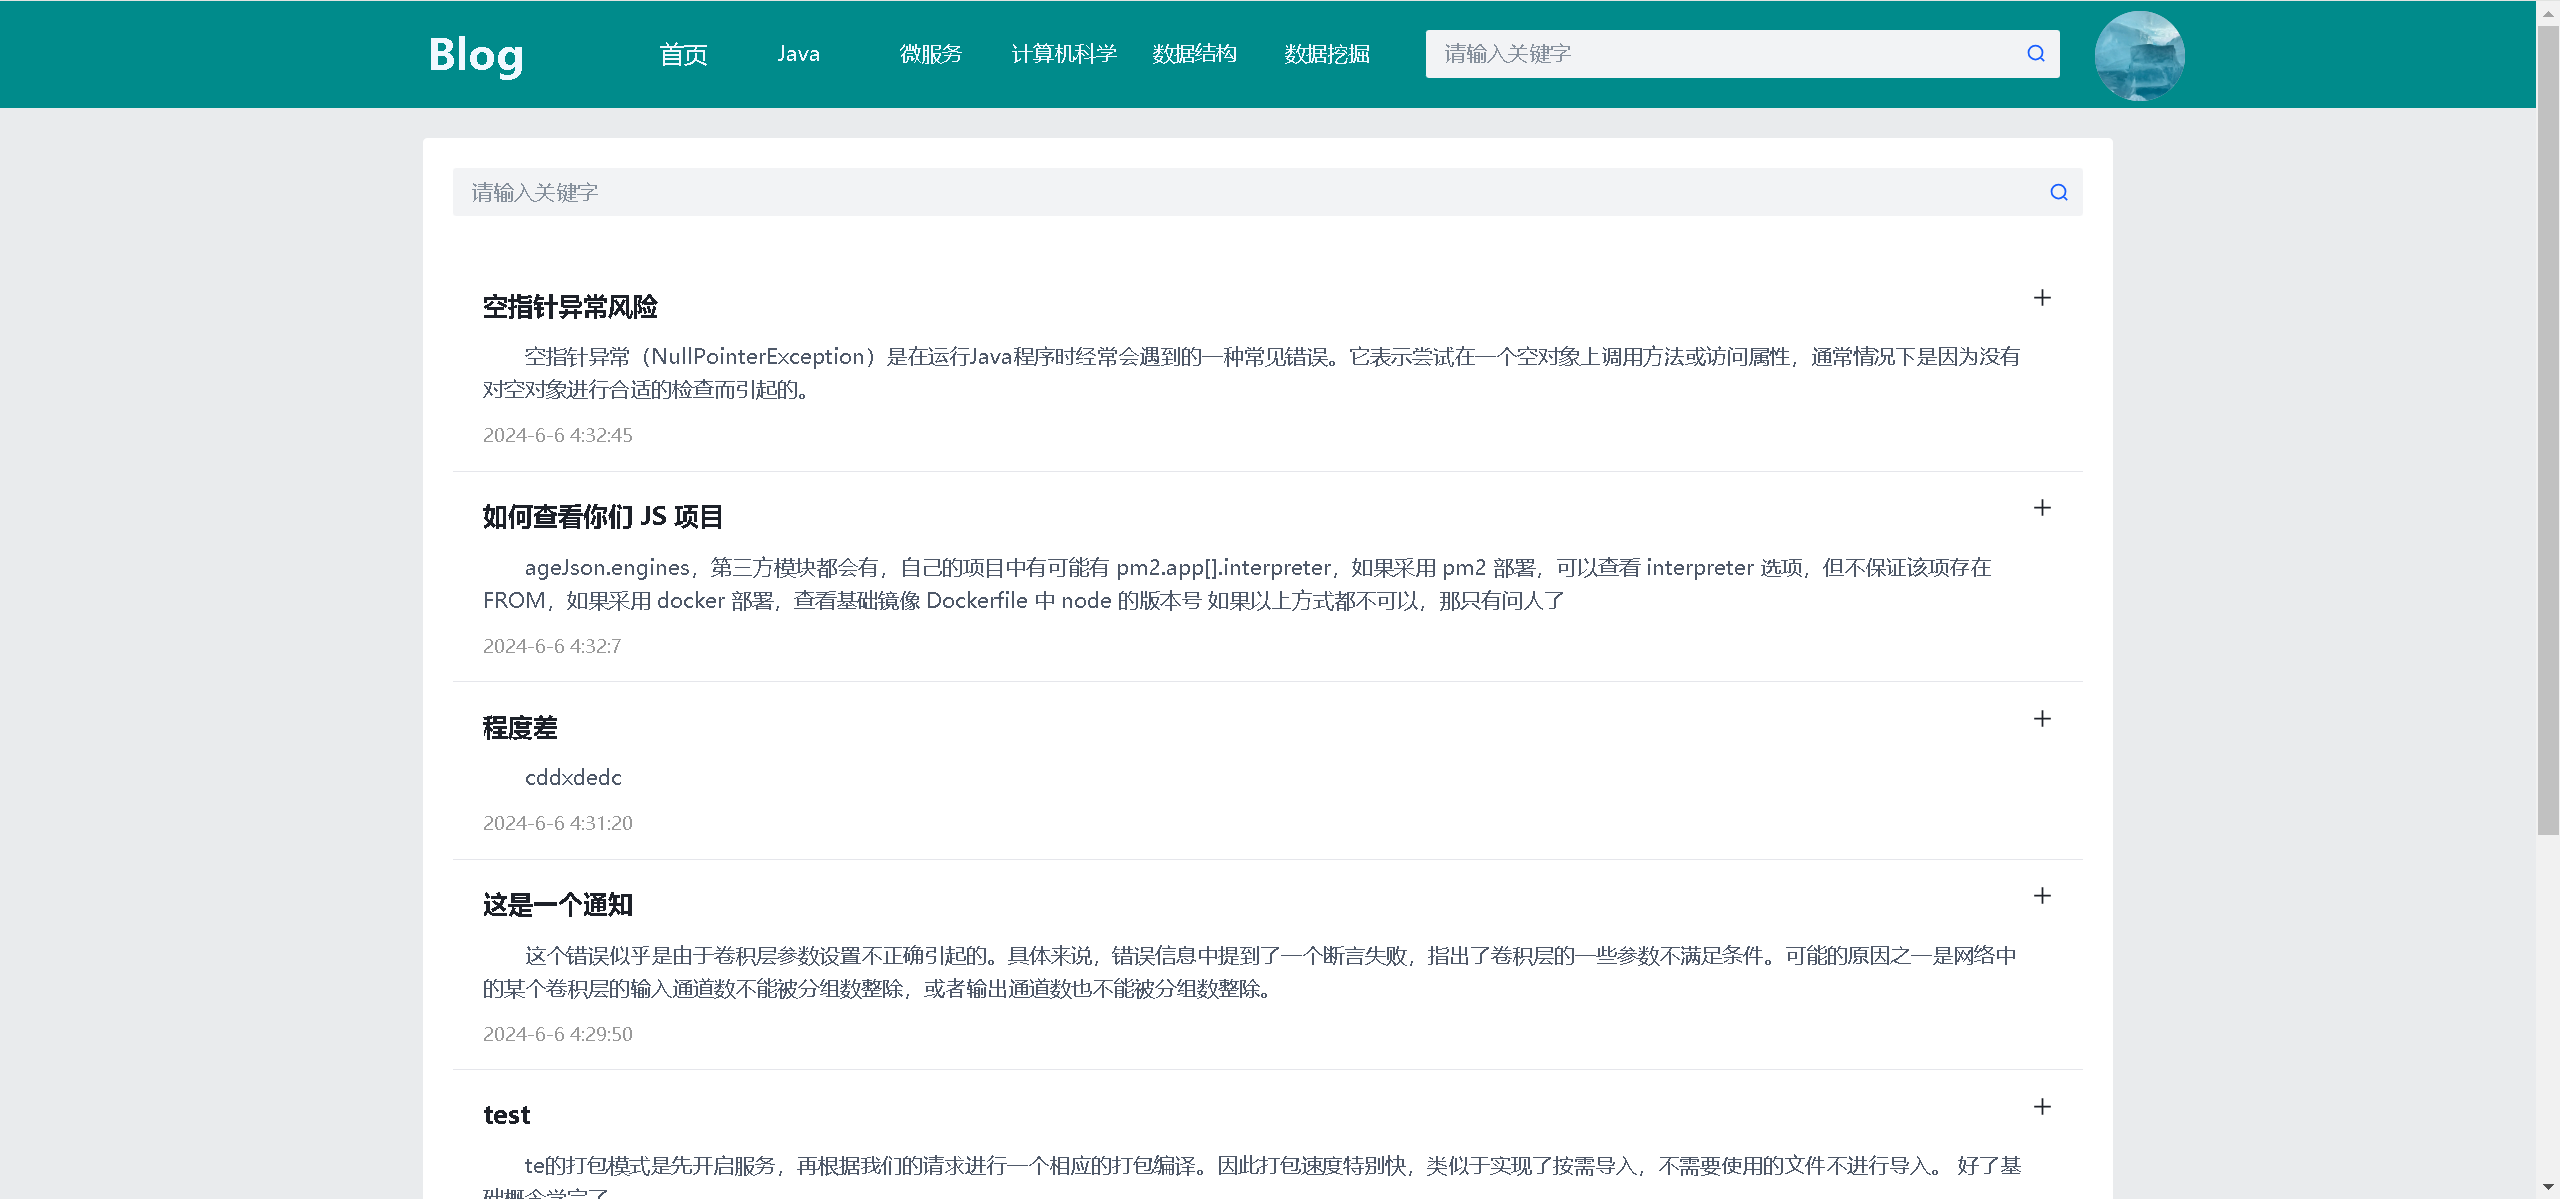 Blog 首页 Java 微服务 计算机科学 数据结构 数据挖掘 请输入关键字
请输入关键字
空指针异常风险
空指针异常（NullPointerException）是在运行Java程序时经常会遇到的一种常见错误。它表示尝试在一个空对象上调用方法或访问属性，通常情况下是因为没有
对空对象进行合适的检查而引起的。
2024-6-6 4:32:45
如何查看你们 JS 项目
ageJson.engines，第三方模块都会有，自己的项目中有可能有 pm2.app[].interpreter，如果采用 pm2 部署，可以查看 interpreter 选项，但不保证该项存在
FROM，如果采用 docker 部署，查看基础镜像 Dockerfile 中 node 的版本号 如果以上方式都不可以，那只有问人了
2024-6-6 4:32:7
程度差
cddxdedc
2024-6-6 4:31:20
这是一个通知
这个错误似乎是由于卷积层参数设置不正确引起的。具体来说，错误信息中提到了一个断言失败，指出了卷积层的一些参数不满足条件。可能的原因之一是网络中
的某个卷积层的输入通道数不能被分组数整除，或者输出通道数也不能被分组数整除。
2024-6-6 4:29:50
test
te的打包模式是先开启服务，再根据我们的请求进行一个相应的打包编译。因此打包速度特别快，类似于实现了按需导入，不需要使用的文件不进行导入。 好了基
础概念学完了